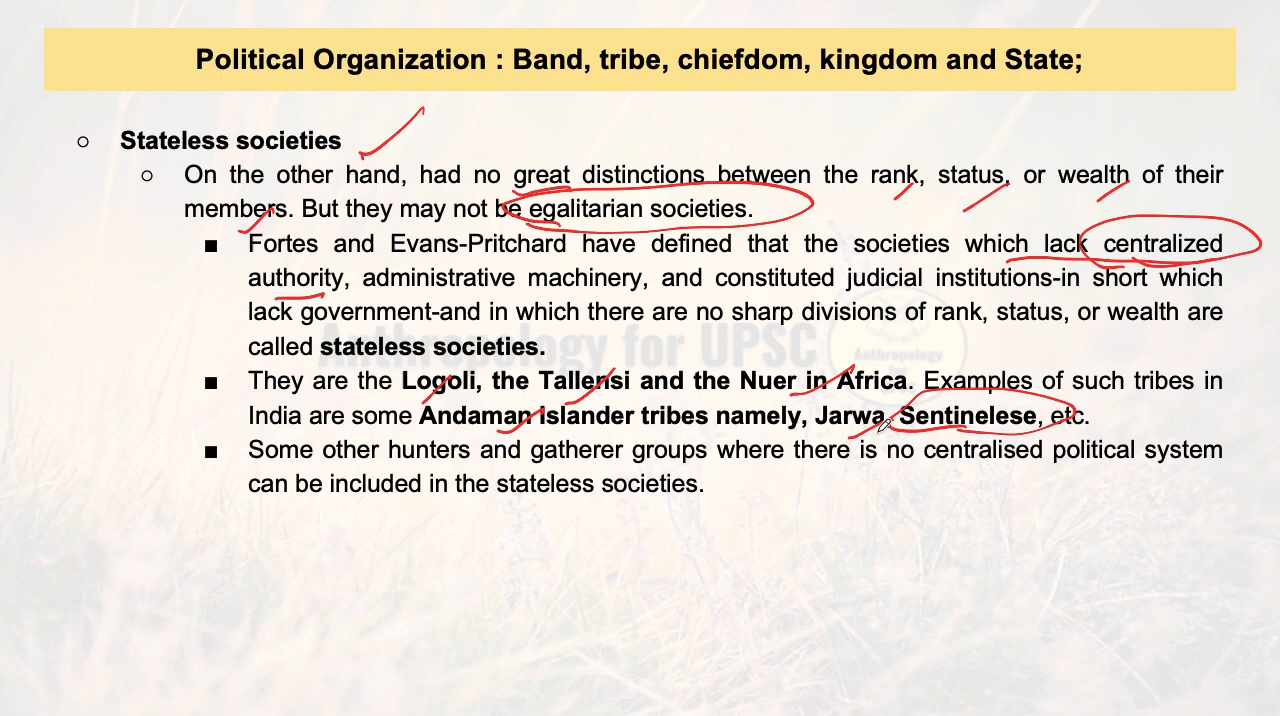 Political Organization : Band, tribe, chiefdom, kingdom and State;
○ Stateless societies
○ On the other hand, had no great distinctions between the rank, status, or wealth of their
members. But they may not be egalitarian societies.
■ Fortes and Evans-Pritchard have defined that the societies which lack centralized
authority, administrative machinery, and constituted judicial institutions-in short which
lack government-and in which there are no sharp divisions of rank, status, or wealth are
called stateless societies.
Anthropology for UPSC
Anthropology
■ They are the Logoli, the Tallensi and the Nuer in Africa. Examples of such tribes in
India are some Andaman Islander tribes namely, Jarwa, Sentinelese, etc.
■ Some other hunters and gatherer groups where there is no centralised political system
can be included in the stateless societies.